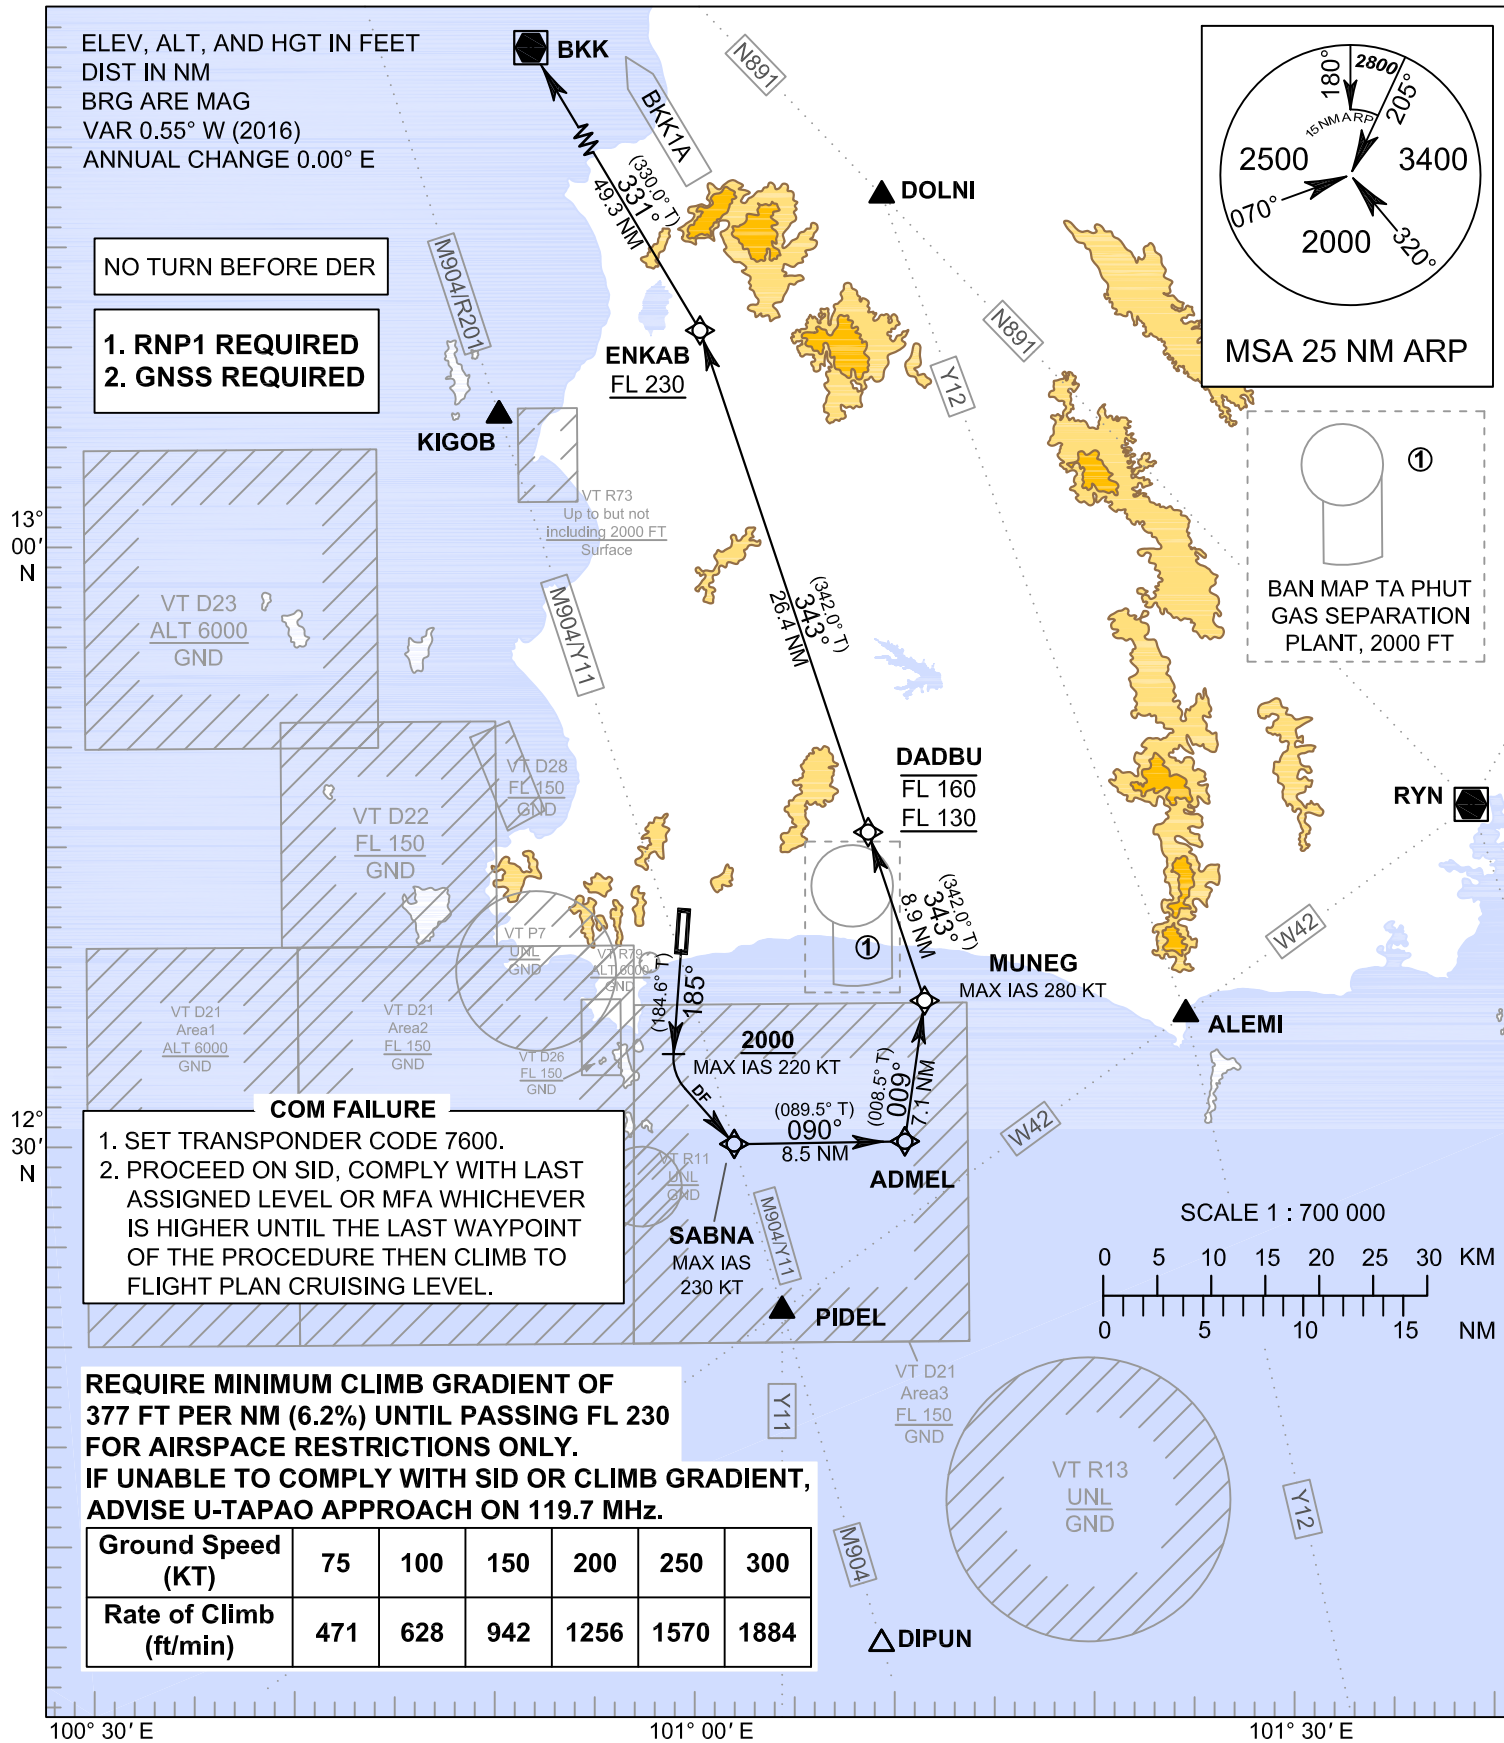 ELEV, ALT, AND HGT IN FEET
DIST IN NM
BRG ARE MAG
VAR 0.55° W (2016)
ANNUAL CHANGE 0.00° E
NO TURN BEFORE DER
1. RNP1 REQUIRED
2. GNSS REQUIRED
BKK
BKK1A
N891
(330.0° T)
331°
49.3 NM
M904/R201
DOLNI
180°
2800
205°
15 NM ARP
2500
3400
070°
2000
320°
MSA 25 NM ARP
ENKAB
FL 230
N891
Y12
KIGOB
VT R73
Up to but not
including 2000 FT
Surface
①
BAN MAP TA PHUT
GAS SEPARATION
PLANT, 2000 FT
13°
00'
N
VT D23
ALT 6000
GND
M904/Y11
(342.0° T)
343°
26.4 NM
VT D28
FL 150
GND
VT D22
FL 150
GND
DADBU
FL 160
FL 130
RYN
(342.0° T)
343°
8.9 NM
①
W42
VT P7
UNL
GND
VT R79
ALT 6000
GND
(184.6° T)
185°
MUNEG
MAX IAS 280 KT
ALEMI
VT D21
Area1
ALT 6000
GND
VT D21
Area2
FL 150
GND
VT D26
FL 150
GND
2000
MAX IAS 220 KT
DF
(089.5° T)
090°
8.5 NM
(008.5° T)
009°
7.1 NM
W42
ADMEL
12°
30'
N
COM FAILURE
1. SET TRANSPONDER CODE 7600.
2. PROCEED ON SID, COMPLY WITH LAST
ASSIGNED LEVEL OR MFA WHICHEVER
IS HIGHER UNTIL THE LAST WAYPOINT
OF THE PROCEDURE THEN CLIMB TO
FLIGHT PLAN CRUISING LEVEL.
VT R11
UNL
GND
SABNA
MAX IAS
230 KT
M904/Y11
PIDEL
SCALE 1 : 700 000
0 5 10 15 20 25 30 KM
0 5 10 15 NM
VT D21
Area3
FL 150
GND
Y11
REQUIRE MINIMUM CLIMB GRADIENT OF
377 FT PER NM (6.2%) UNTIL PASSING FL 230
FOR AIRSPACE RESTRICTIONS ONLY.
IF UNABLE TO COMPLY WITH SID OR CLIMB GRADIENT,
ADVISE U-TAPAO APPROACH ON 119.7 MHz.
VT R13
UNL
GND
Y12
M904
Ground Speed (KT) 75 100 150 200 250 300
Rate of Climb (ft/min) 471 628 942 1256 1570 1884
DIPUN
100° 30' E
101° 00' E
101° 30' E